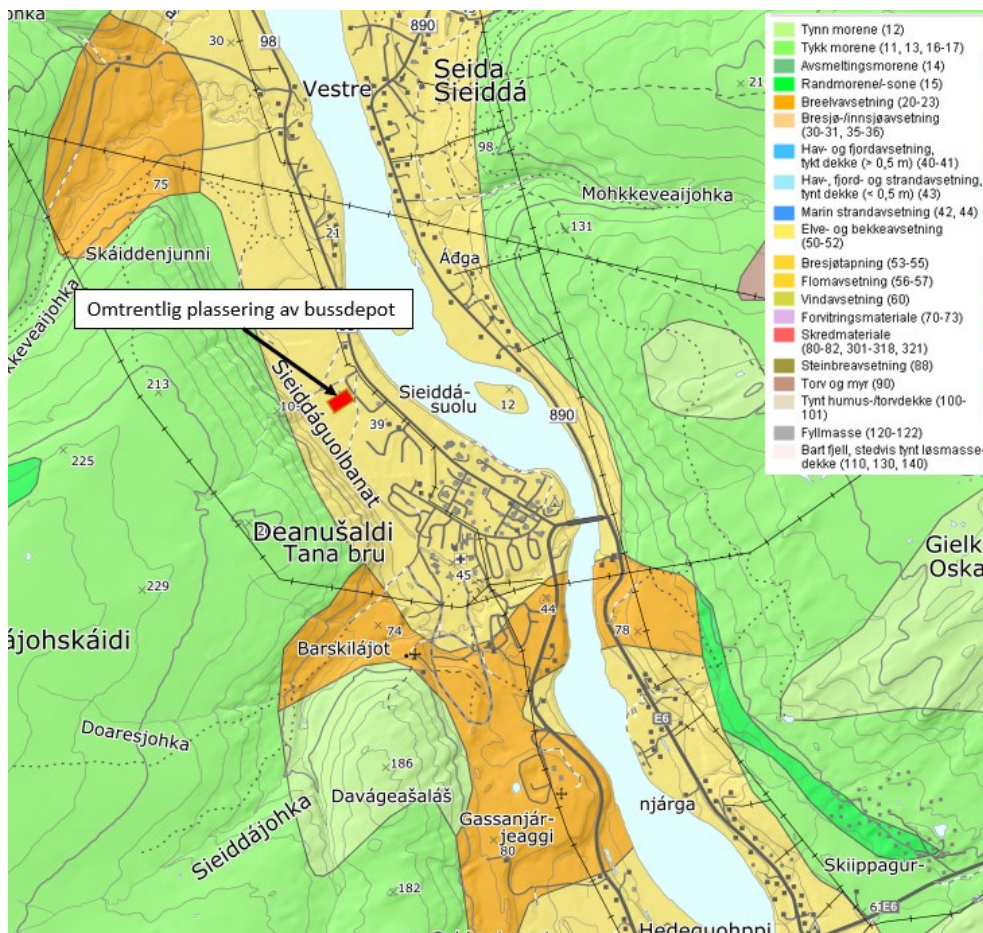 johka
30
98
890
Vestre
Seida
Sieiddá
21
98
75
Mohkkeveaijohka
131
21
Skáiddenjunni
Áđga
Omtrentlig plassering av bussdepot
kkeveaijohka
213
10
Sieiddáguolbanat
39
Sieiddá-
suolu
12
890
225
Deanušaldi
Tana bru
45
229
Gielk
Oska
ájohskáidi
74
44
78
Barskilájot
E6
Doaresjohka
186
Davágeašaláš
Sieiddájohka
njárga
Gassanjár-
jeaggi
80
Skiippagur-
182
61
E6
Hedeguohppi
Tynn morene (12)
Tykk morene (11, 13, 16-17)
Avsmeltingsmorene (14)
Randmorene/-sone (15)
Breelvavsetning (20-23)
Bresjø-/innsjøavsetning
(30-31, 35-36)
Hav- og fjordavsetning,
tykt dekke (> 0,5 m) (40-41)
Hav-, fjord- og strandavsetning,
tynt dekke (< 0,5 m) (43)
Marin strandavsetning (42, 44)
Elve- og bekkeavsetning
(50-52)
Bresjøtapning (53-55)
Flomavsetning (56-57)
Vindavsetning (60)
Forvitringsmateriale (70-73)
Skredmateriale
(80-82, 301-318, 321)
Steinbreavsetning (88)
Torv og myr (90)
Tynt humus-/torvdekke (100-
101)
Fyllmasse (120-122)
Bart fjell, stedvis tynt løsmasse-
dekke (110, 130, 140)